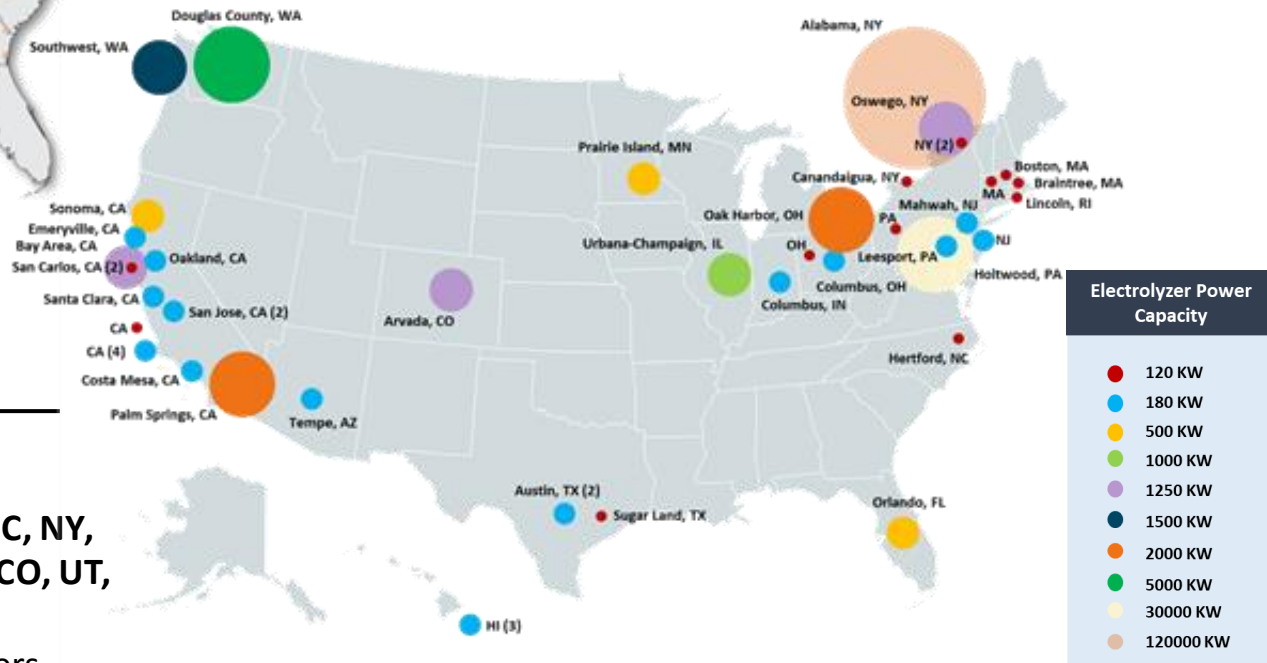 Douglas County, WA
Southwest, WA
Alabama, NY
Oswego, NY
NY (2)
Prairie Island, MN
Canandaigua, NY
Boston, MA
Braintree, MA
MA
Lincoln, RI
Mahwah, NJ
Sonoma, CA
Emeryville, CA
Bay Area, CA
San Carlos, CA (2)
Oakland, CA
Oak Harbor, OH
PA
NJ
Urbana-Champaign, IL
OH
Leesport, PA
Holtwood, PA
Columbus, OH
Columbus, IN
Santa Clara, CA
San Jose, CA (2)
Arvada, CO
CA
CA (4)
Hertford, NC
Costa Mesa, CA
Palm Springs, CA
Tempe, AZ
Austin, TX (2)
Sugar Land, TX
Orlando, FL
HI (3)
C, NY,
CO, UT,
Electrolyzer Power
Capacity
120 KW
180 KW
500 KW
1000 KW
1250 KW
1500 KW
2000 KW
5000 KW
30000 KW
120000 KW